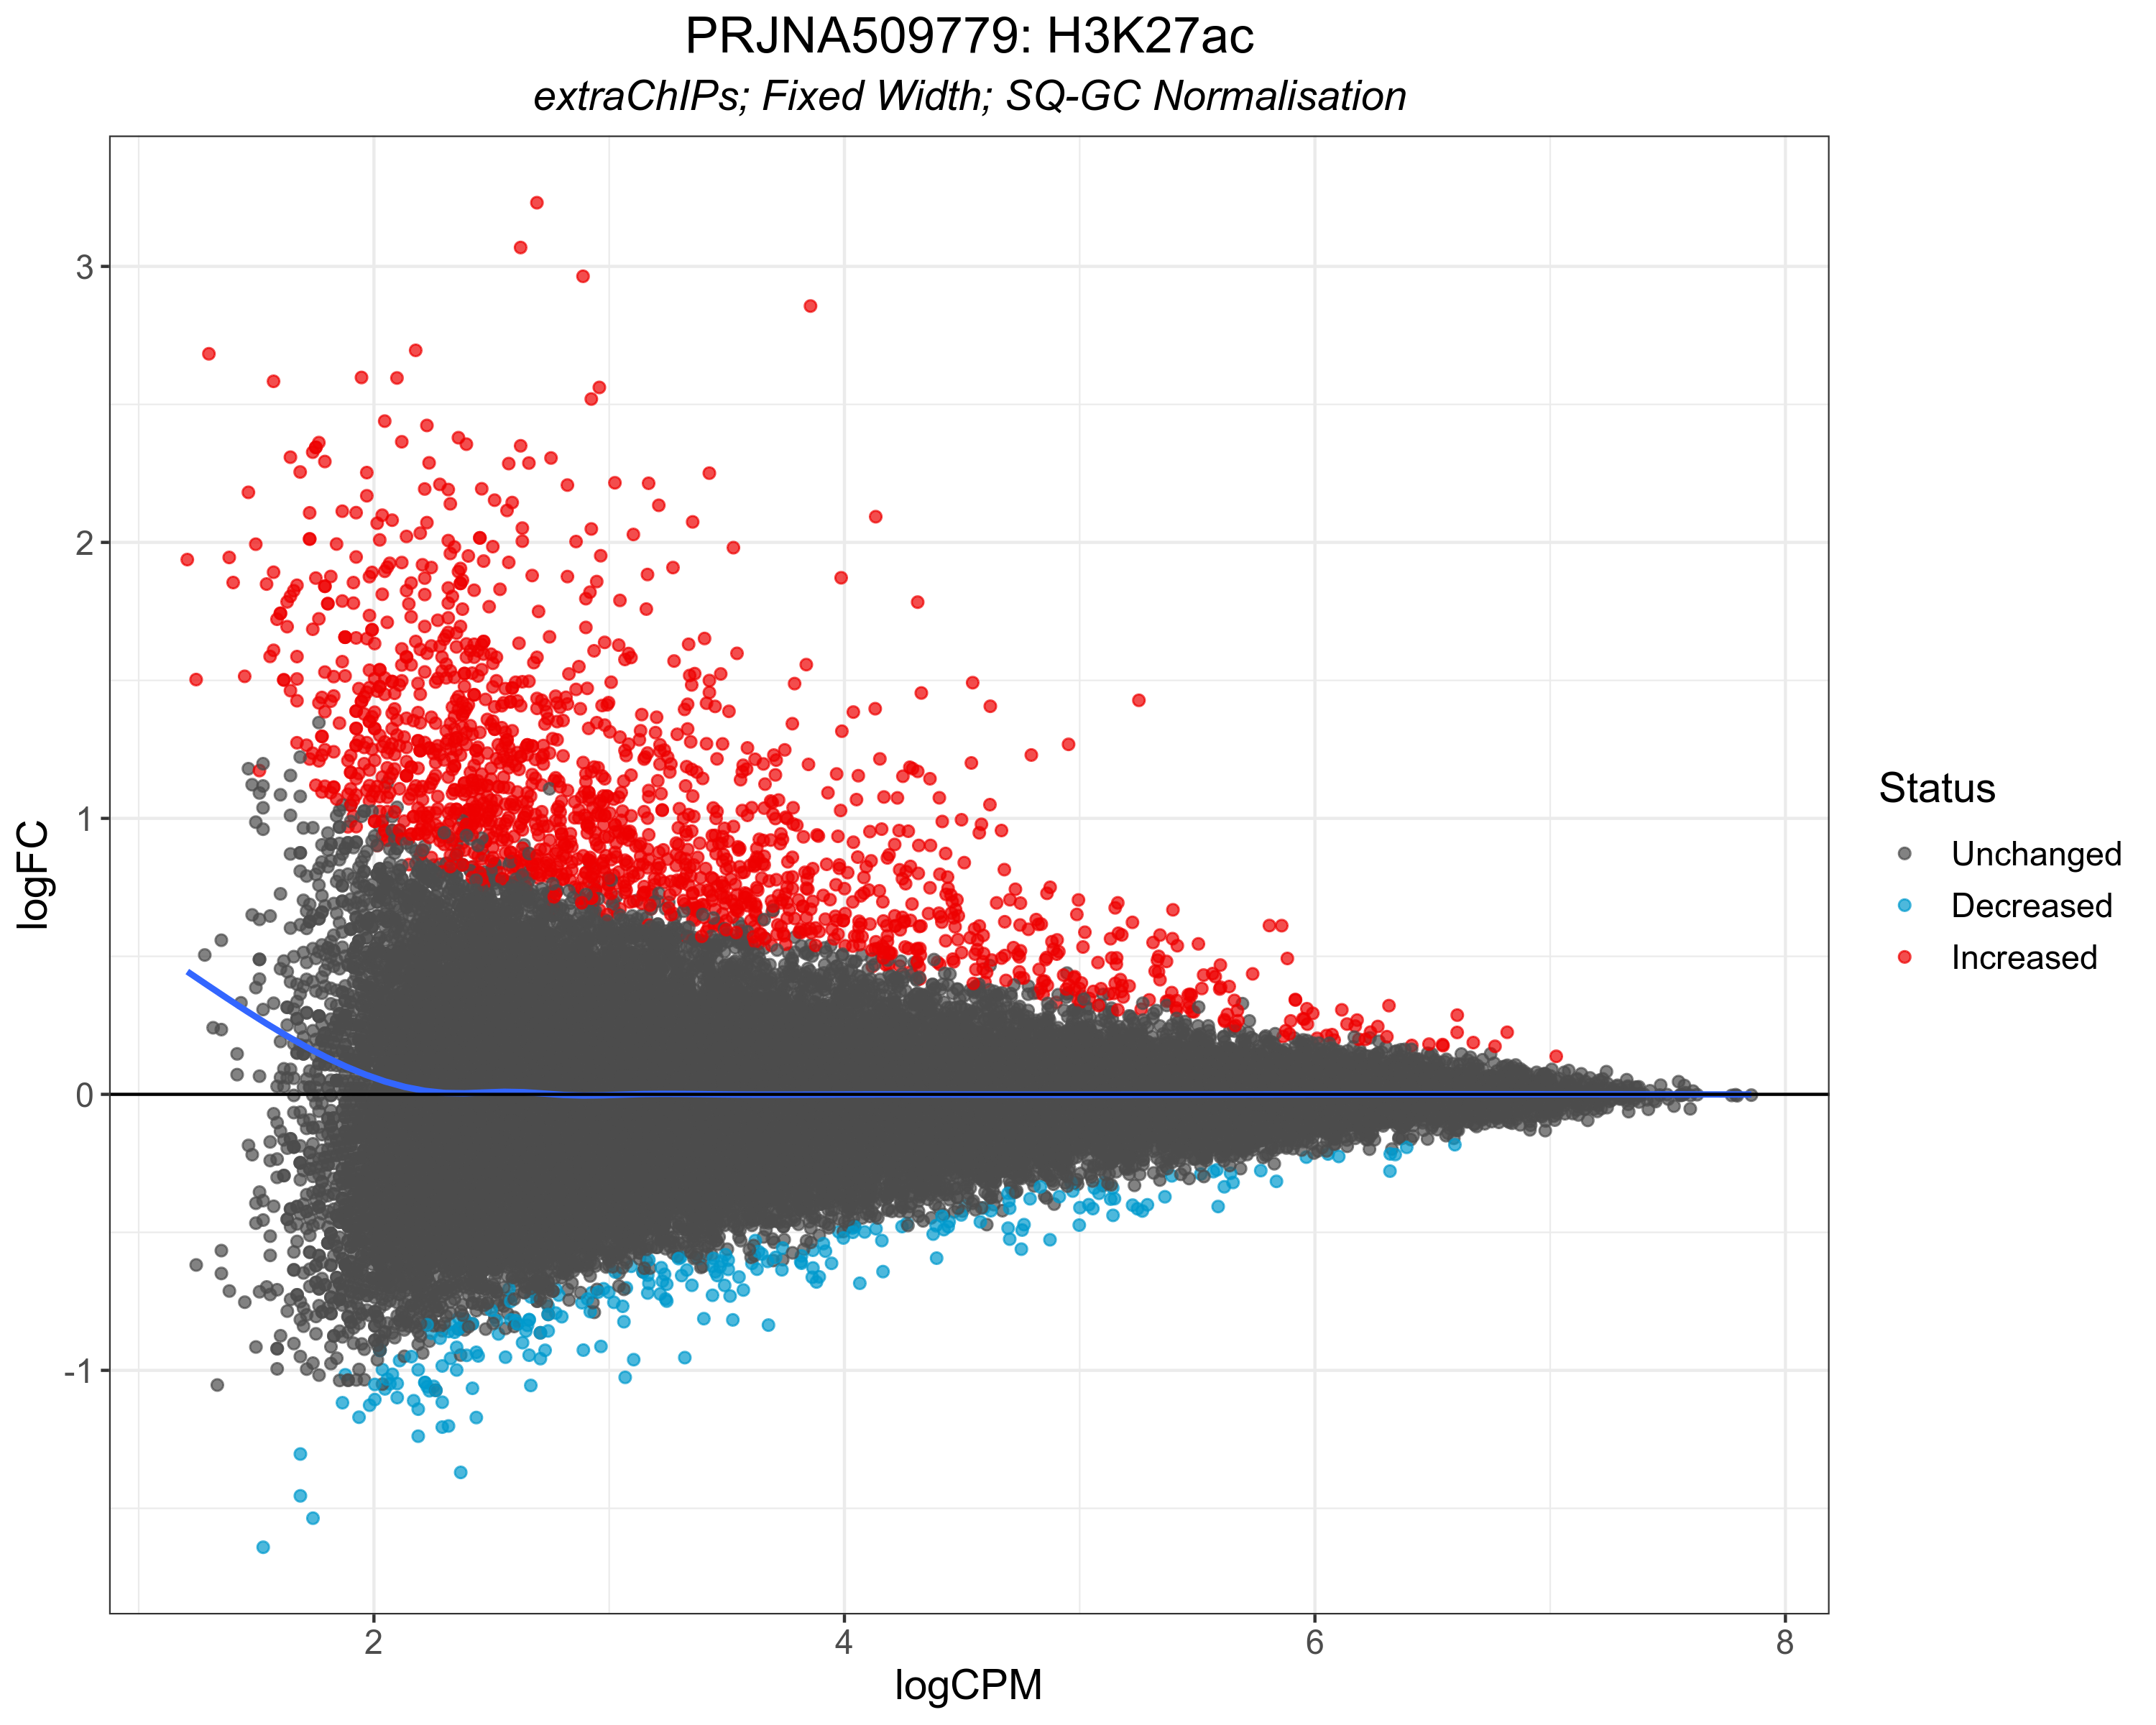 PRJNA509779: H3K27ac
extraChIPs; Fixed Width; SQ-GC Normalisation
3
2
1
0
-1
logFC
2
4
6
8
logCPM
Status
Unchanged
Decreased
Increased